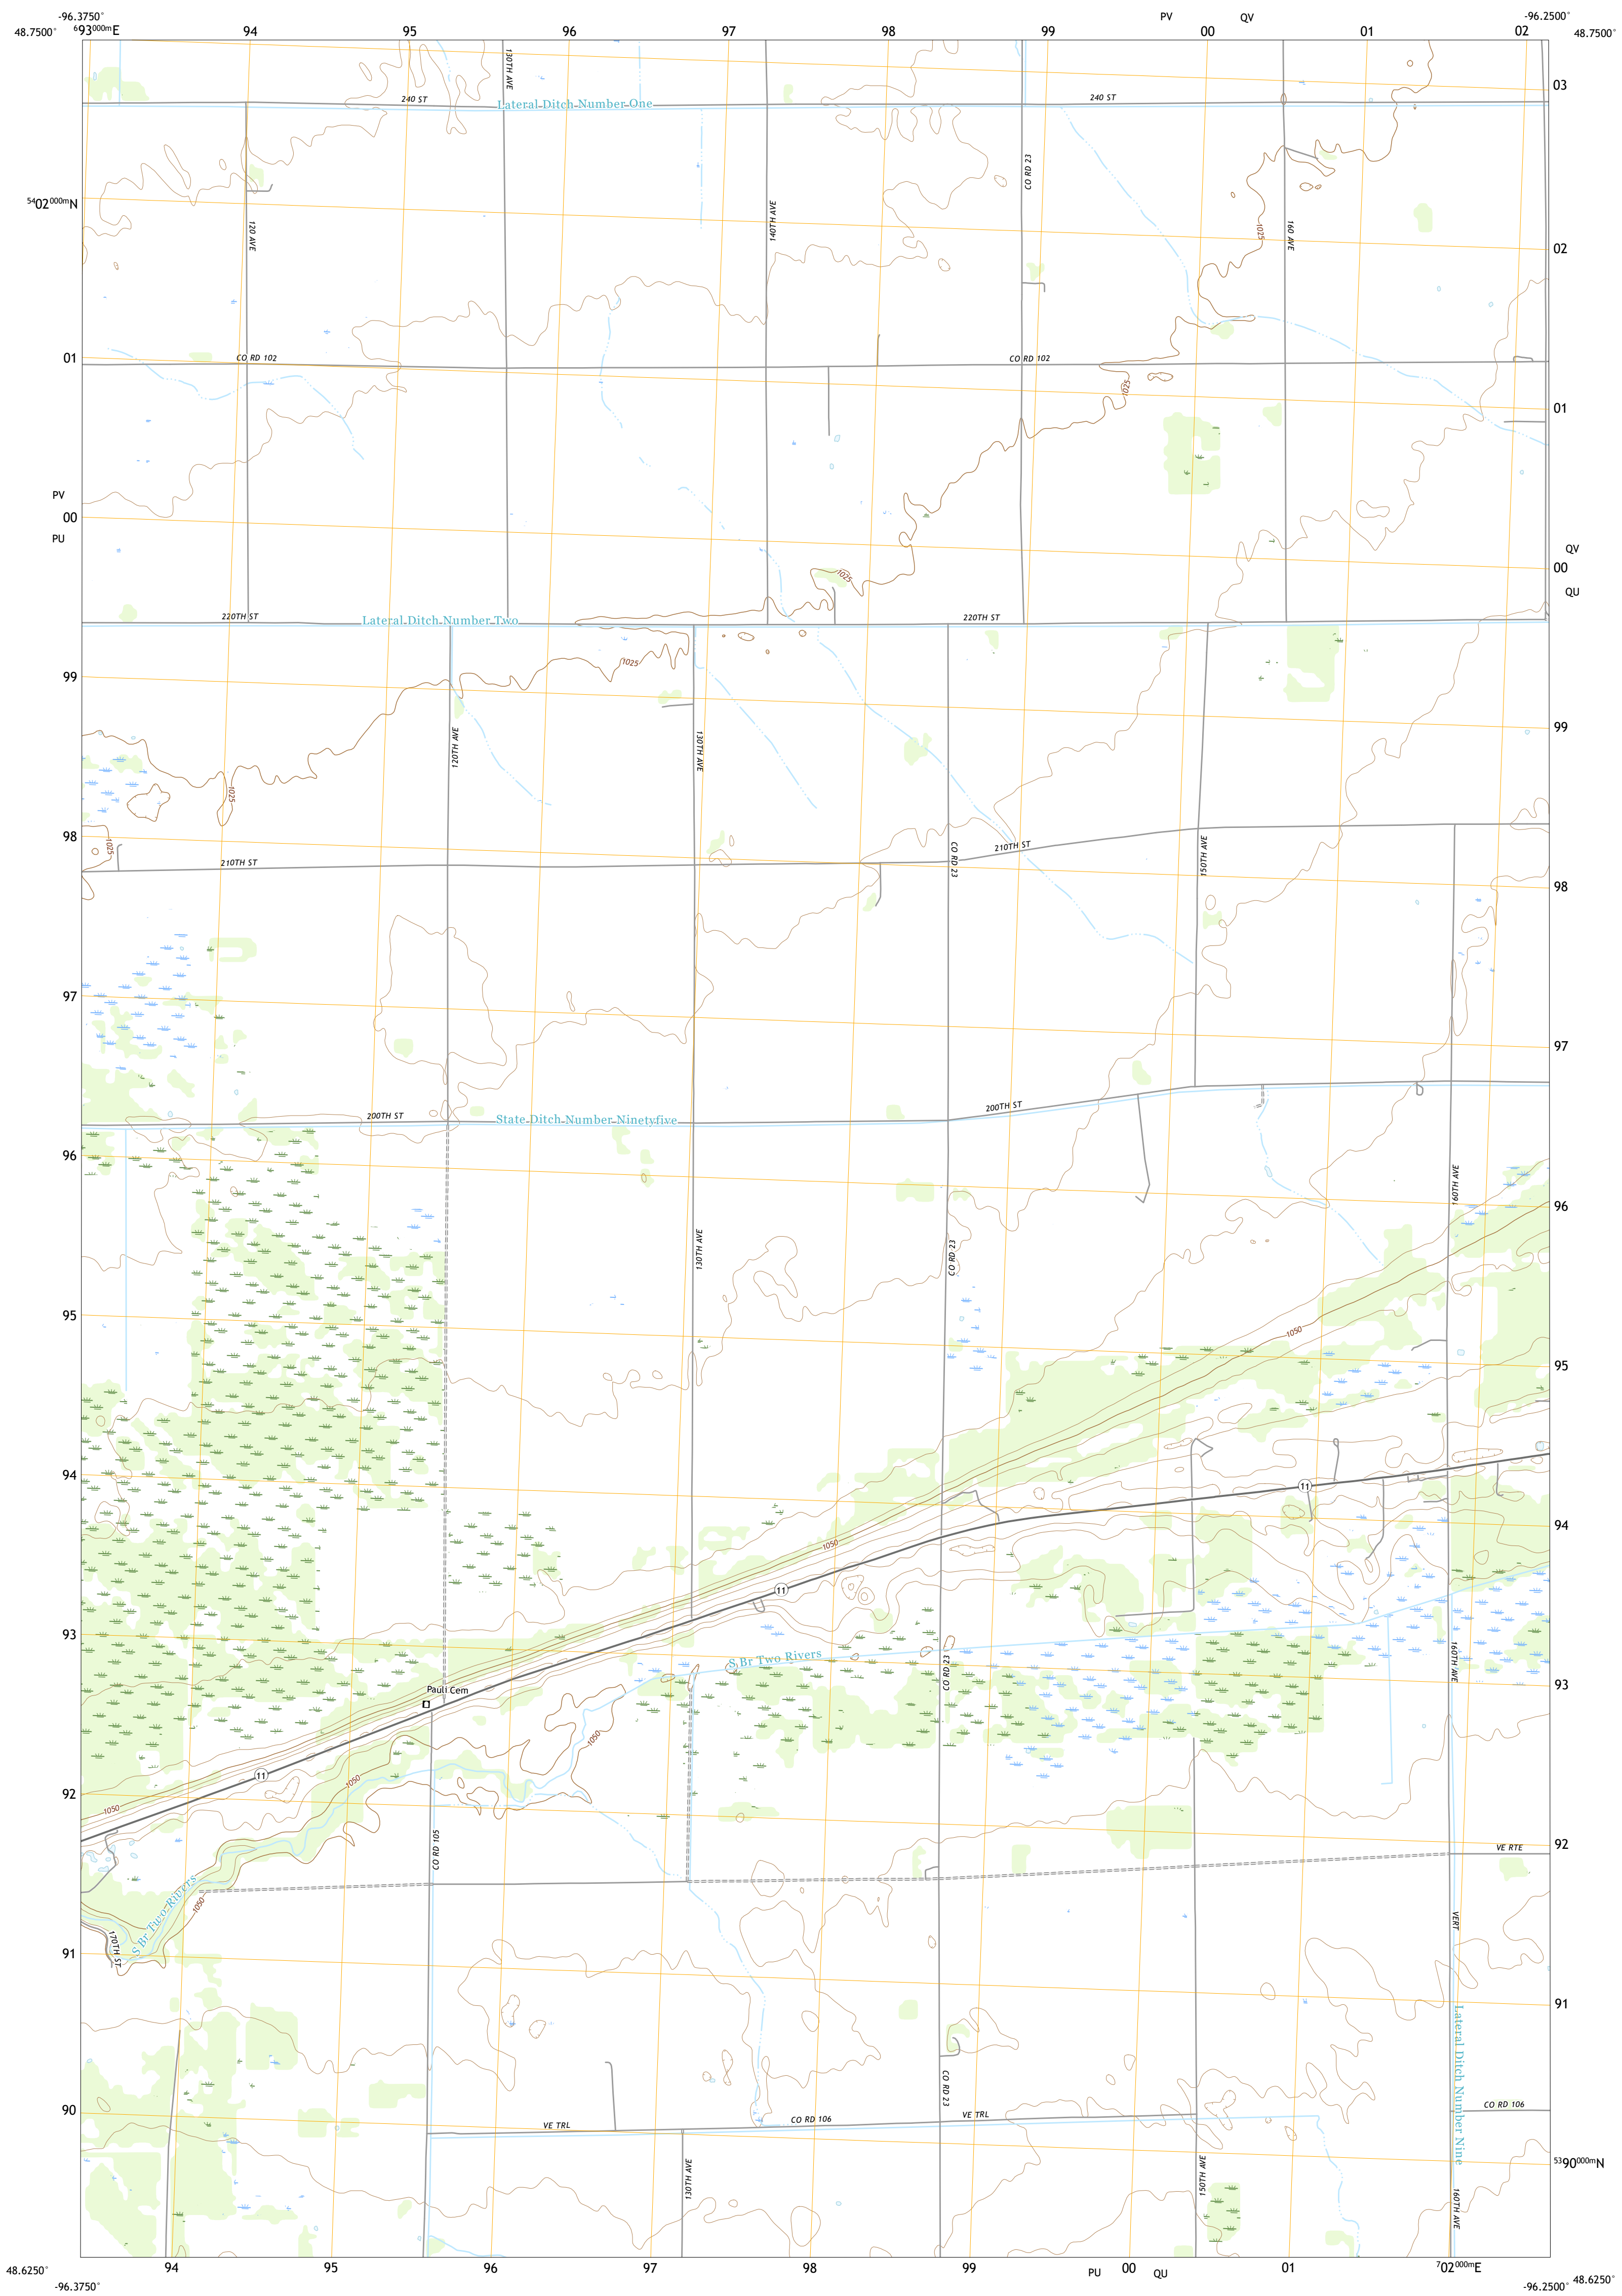 -96.3750°
PV
QV
-96.2500°
48.7500°
693000mE
94
95
96
97
98
99
00
01
02
48.7500°
130TH AVE
03
240 ST
Lateral Ditch Number One
240 ST
CO RD 23
5402000mN
120 AVE
140TH AVE
1025
160 AVE
02
01
CO RD 102
CO RD 102
1025
01
PV
00
PU
QV
00
QU
1025
220TH ST
Lateral Ditch Number Two
220TH ST
1025
99
99
120TH AVE
130TH AVE
1025
98
1025
210TH ST
210TH ST
CO RD 23
150TH AVE
98
97
97
200TH ST
State Ditch Number Ninetyfive
200TH ST
96
160TH AVE
96
130TH AVE
CO RD 23
95
1050
95
94
11
94
1050
11
93
S Br Two Rivers
CO RD 23
160TH AVE
93
Pauli Cem
1050
11
1050
92
1050
CO RD 105
92
VE RTE
1050
S Br Two Rivers
170TH ST
VERT
91
91
Lateral Ditch Number Nine
CO RD 23
90
VE TRL
CO RD 106
VE TRL
CO RD 106
130TH AVE
150TH AVE
5390000mN
160TH AVE
48.6250°
94
95
96
97
98
99
00
01
702000mE
48.6250°
PU
QU
-96.3750°
-96.2500°